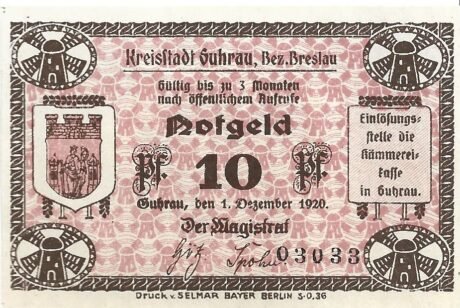 Kreisstadt Guhrau, Bez. Breslau
Gültig bis zu 3 Monaten
nach öffentlichem Aufrufe
Notgeld
Pf. 10 Pf.
Guhrau, den 1. Dezember 1920.
Der Magistrat
03033
Einlösungs-
stelle die
Kämmerei-
kasse
in Guhrau.
Druck v. SELMAR BAYER BERLIN S.O.36